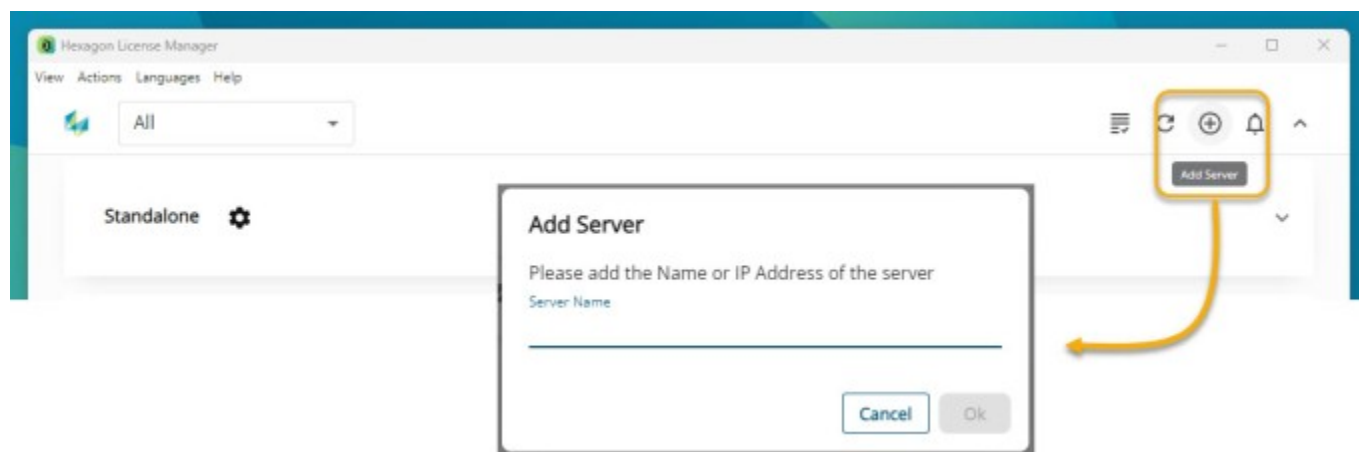 Hexagon License Manager
View Actions Languages Help
All
Add Server
Standalone
Add Server
Please add the Name or IP Address of the server
Server Name
Cancel Ok